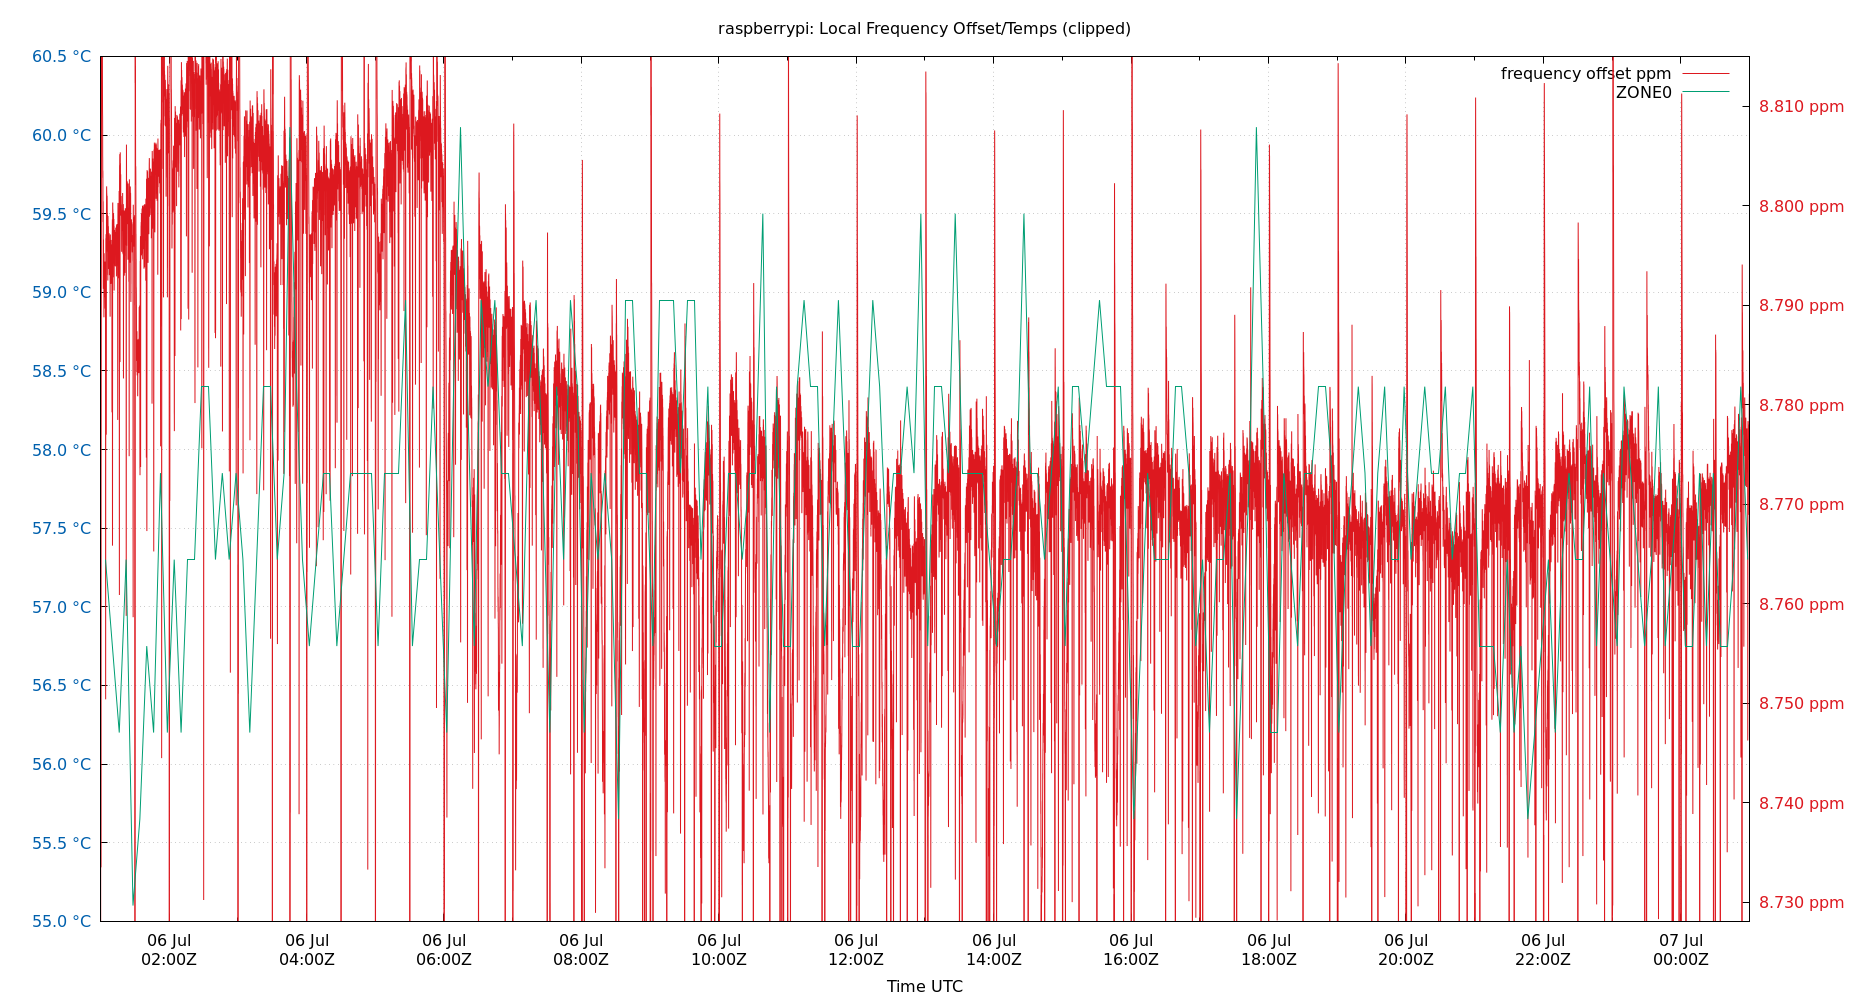 raspberrypi: Local Frequency Offset/Temps (clipped)
frequency offset ppm
ZONE0
60.5 °C
60.0 °C
59.5 °C
59.0 °C
58.5 °C
58.0 °C
57.5 °C
57.0 °C
56.5 °C
56.0 °C
55.5 °C
55.0 °C
8.810 ppm
8.800 ppm
8.790 ppm
8.780 ppm
8.770 ppm
8.760 ppm
8.750 ppm
8.740 ppm
8.730 ppm
06 Jul 06 Jul 06 Jul 06 Jul 06 Jul 06 Jul 06 Jul 06 Jul 06 Jul 06 Jul 06 Jul 07 Jul
02:00Z 04:00Z 06:00Z 08:00Z 10:00Z 12:00Z 14:00Z 16:00Z 18:00Z 20:00Z 22:00Z 00:00Z
Time UTC